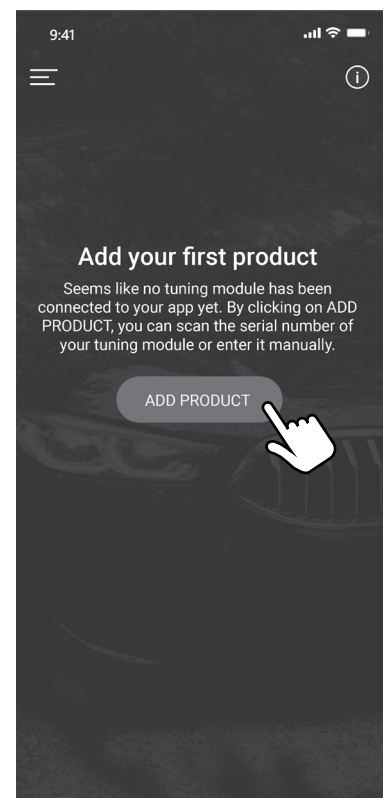 9:41
Add your first product
Seems like no tuning module has been
connected to your app yet. By clicking on ADD
PRODUCT, you can scan the serial number of
your tuning module or enter it manually.
ADD PRODUCT